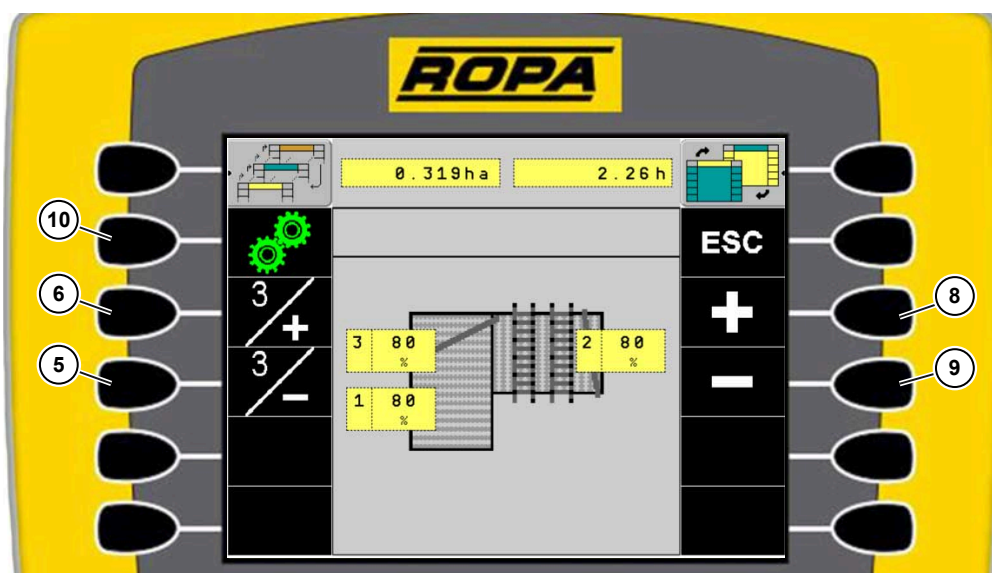 ROPA
0.319ha 2.26h
10
ESC
6 3/+ + 8
3 80 % 2 80 %
5 3/- - 9
1 80 %